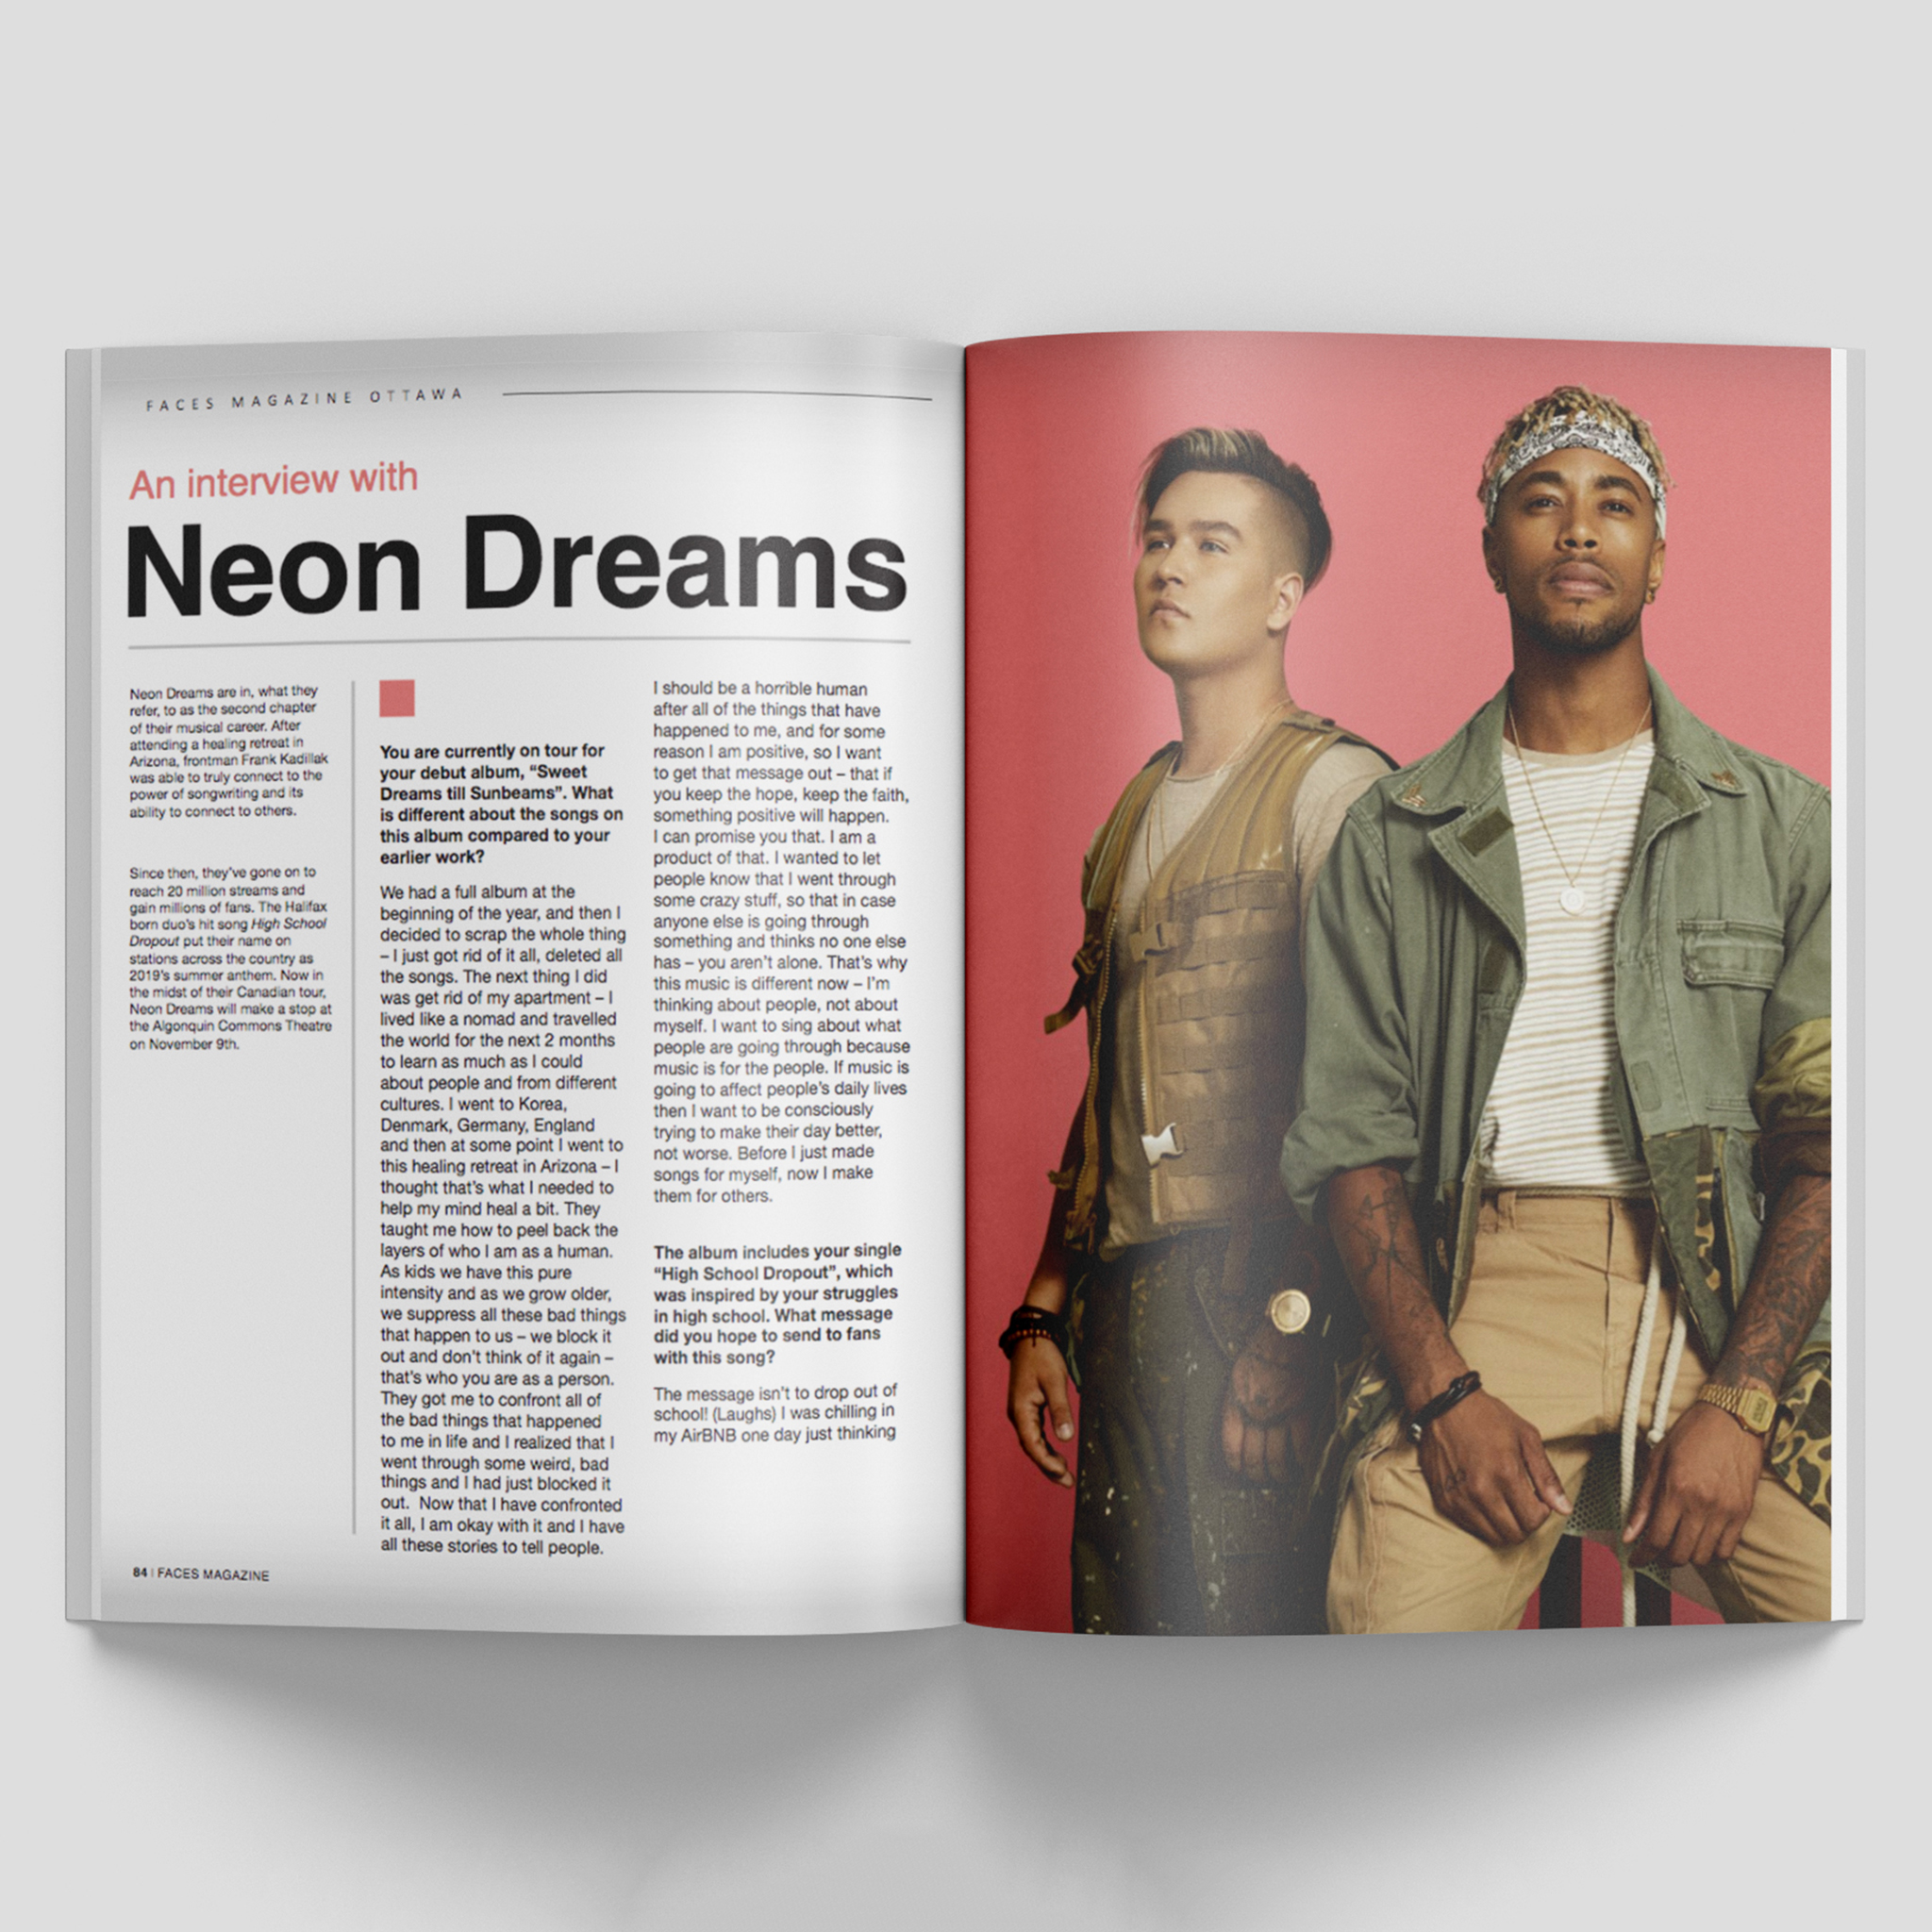 FACES MAGAZINE OTTAWA
An interview with
Neon Dreams
Neon Dreams are in, what they
refer, to as the second chapter
of their musical career. After
attending a healing retreat in
Arizona, frontman Frank Kadillak
was able to truly connect to the
power of songwriting and its
ability to connect to others.
Since then, they've gone on to
reach 20 million streams and
gain millions of fans. The Halifax
born duo's hit song High School
Dropout put their name on
stations across the country as
2019's summer anthem. Now in
the midst of their Canadian tour,
Neon Dreams will make a stop at
the Algonquin Commons Theatre
on November 9th.
You are currently on tour for
your debut album, “Sweet
Dreams till Sunbeams”. What
is different about the songs on
this album compared to your
earlier work?
We had a full album at the
beginning of the year, and then I
decided to scrap the whole thing
– I just got rid of it all, deleted all
the songs. The next thing I did
was get rid of my apartment – I
lived like a nomad and travelled
the world for the next 2 months
to learn as much as I could
about people and from different
cultures. I went to Korea,
Denmark, Germany, England
and then at some point I went to
this healing retreat in Arizona – I
thought that's what I needed to
help my mind heal a bit. They
taught me how to peel back the
layers of who I am as a human.
As kids we have this pure
intensity and as we grow older,
we suppress all these bad things
that happen to us – we block it
out and don't think of it again –
that's who you are as a person.
They got me to confront all of
the bad things that happened
to me in life and I realized that I
went through some weird, bad
things and I had just blocked it
out. Now that I have confronted
it all, I am okay with it and I have
all these stories to tell people.
I should be a horrible human
after all of the things that have
happened to me, and for some
reason I am positive, so I want
to get that message out – that if
you keep the hope, keep the faith,
something positive will happen.
I can promise you that. I am a
product of that. I wanted to let
people know that I went through
some crazy stuff, so that in case
anyone else is going through
something and thinks no one else
has – you aren't alone. That's why
this music is different now – I'm
thinking about people, not about
myself. I want to sing about what
people are going through because
music is for the people. If music is
going to affect people's daily lives
then I want to be consciously
trying to make their day better,
not worse. Before I just made
songs for myself, now I make
them for others.
The album includes your single
“High School Dropout”, which
was inspired by your struggles
in high school. What message
did you hope to send to fans
with this song?
The message isn't to drop out of
school! (Laughs) I was chilling in
my AirBNB one day just thinking
84 | FACES MAGAZINE